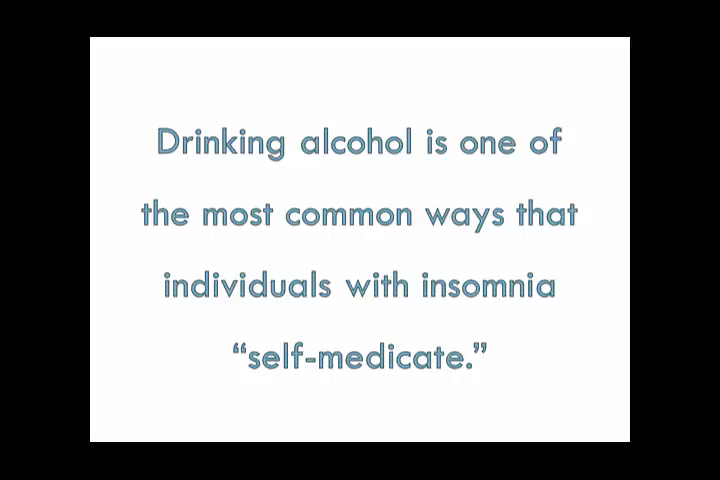 Drinking alcohol is one of
the most common ways that
individuals with insomnia
“self-medicate.”